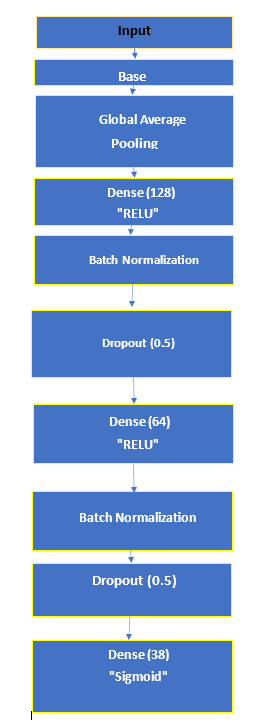 Input
Base
Global Average
Pooling
Dense (128)
"RELU"
Batch Normalization
Dropout (0.5)
Dense (64)
"RELU"
Batch Normalization
Dropout (0.5)
Dense (38)
"Sigmoid"